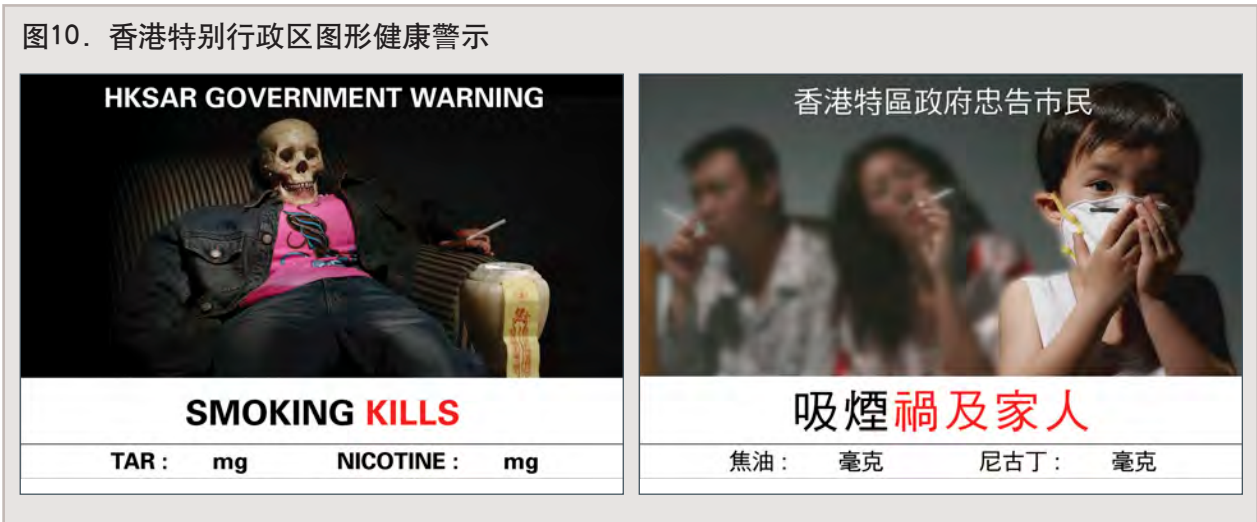 图10．香港特别行政区图形健康警示
HKSAR GOVERNMENT WARNING
SMOKING KILLS
TAR : mg NICOTINE : mg
香港特區政府忠告市民
吸煙禍及家人
焦油 : 毫克 尼古丁 : 毫克